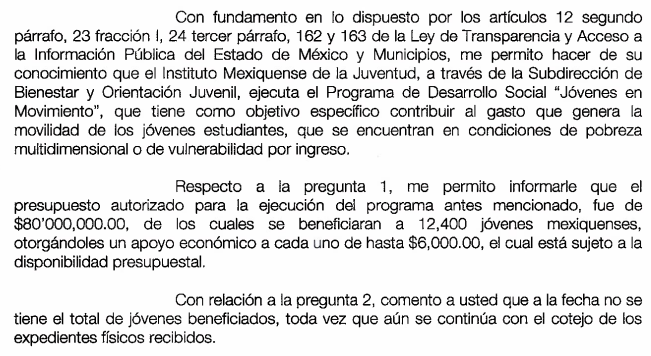 Con fundamento en lo dispuesto por los artículos 12 segundo
párrafo, 23 fracción I, 24 tercer párrafo, 162 y 163 de la Ley de Transparencia y Acceso a
la Información Pública del Estado de México y Municipios, me permito hacer de su
conocimiento que el Instituto Mexiquense de la Juventud, a través de la Subdirección de
Bienestar y Orientación Juvenil, ejecuta el Programa de Desarrollo Social “Jóvenes en
Movimiento”, que tiene como objetivo específico contribuir al gasto que genera la
movilidad de los jóvenes estudiantes, que se encuentran en condiciones de pobreza
multidimensional o de vulnerabilidad por ingreso.
Respecto a la pregunta 1, me permito informarle que el
presupuesto autorizado para la ejecución del programa antes mencionado, fue de
$80’000,000.00, de los cuales se beneficiaran a 12,400 jóvenes mexiquenses,
otorgándoles un apoyo económico a cada uno de hasta $6,000.00, el cual está sujeto a la
disponibilidad presupuestal.
Con relación a la pregunta 2, comento a usted que a la fecha no se
tiene el total de jóvenes beneficiados, toda vez que aún se continúa con el cotejo de los
expedientes físicos recibidos.